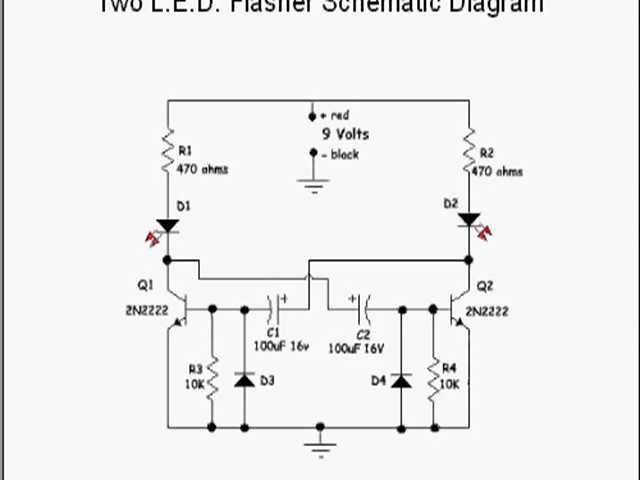 Two L.E.D. Flasher Schematic Diagram
+ red
9 Volts
- black
R1
470 ohms
R2
470 ohms
D1
D2
Q1
2N2222
Q2
2N2222
+
C1
100uF 16v
+
C2
100uF 16V
R3
10K
D3
D4
R4
10K